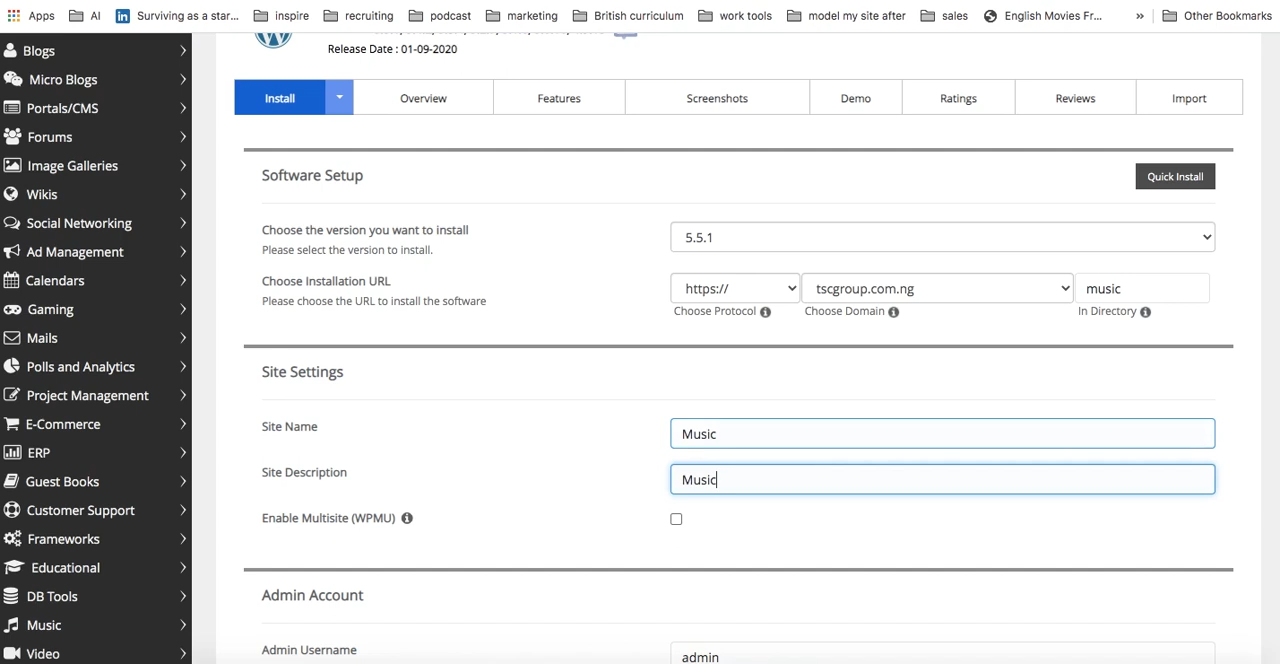 Apps
AI
Surviving as a star...
inspire
recruiting
podcast
marketing
British curriculum
work tools
model my site after
sales
English Movies Fr...
»
Other Bookmarks
Blogs
Micro Blogs
Portals/CMS
Forums
Image Galleries
Wikis
Social Networking
Ad Management
Calendars
Gaming
Mails
Polls and Analytics
Project Management
E-Commerce
ERP
Guest Books
Customer Support
Frameworks
Educational
DB Tools
Music
Video
Release Date : 01-09-2020
Install
Overview
Features
Screenshots
Demo
Ratings
Reviews
Import
Software Setup
Quick Install
Choose the version you want to install
Please select the version to install.
5.5.1
Choose Installation URL
Please choose the URL to install the software
https://
tscgroup.com.ng
music
Choose Protocol
Choose Domain
In Directory
Site Settings
Site Name
Music
Site Description
Music
Enable Multisite (WPMU)
Admin Account
Admin Username
admin